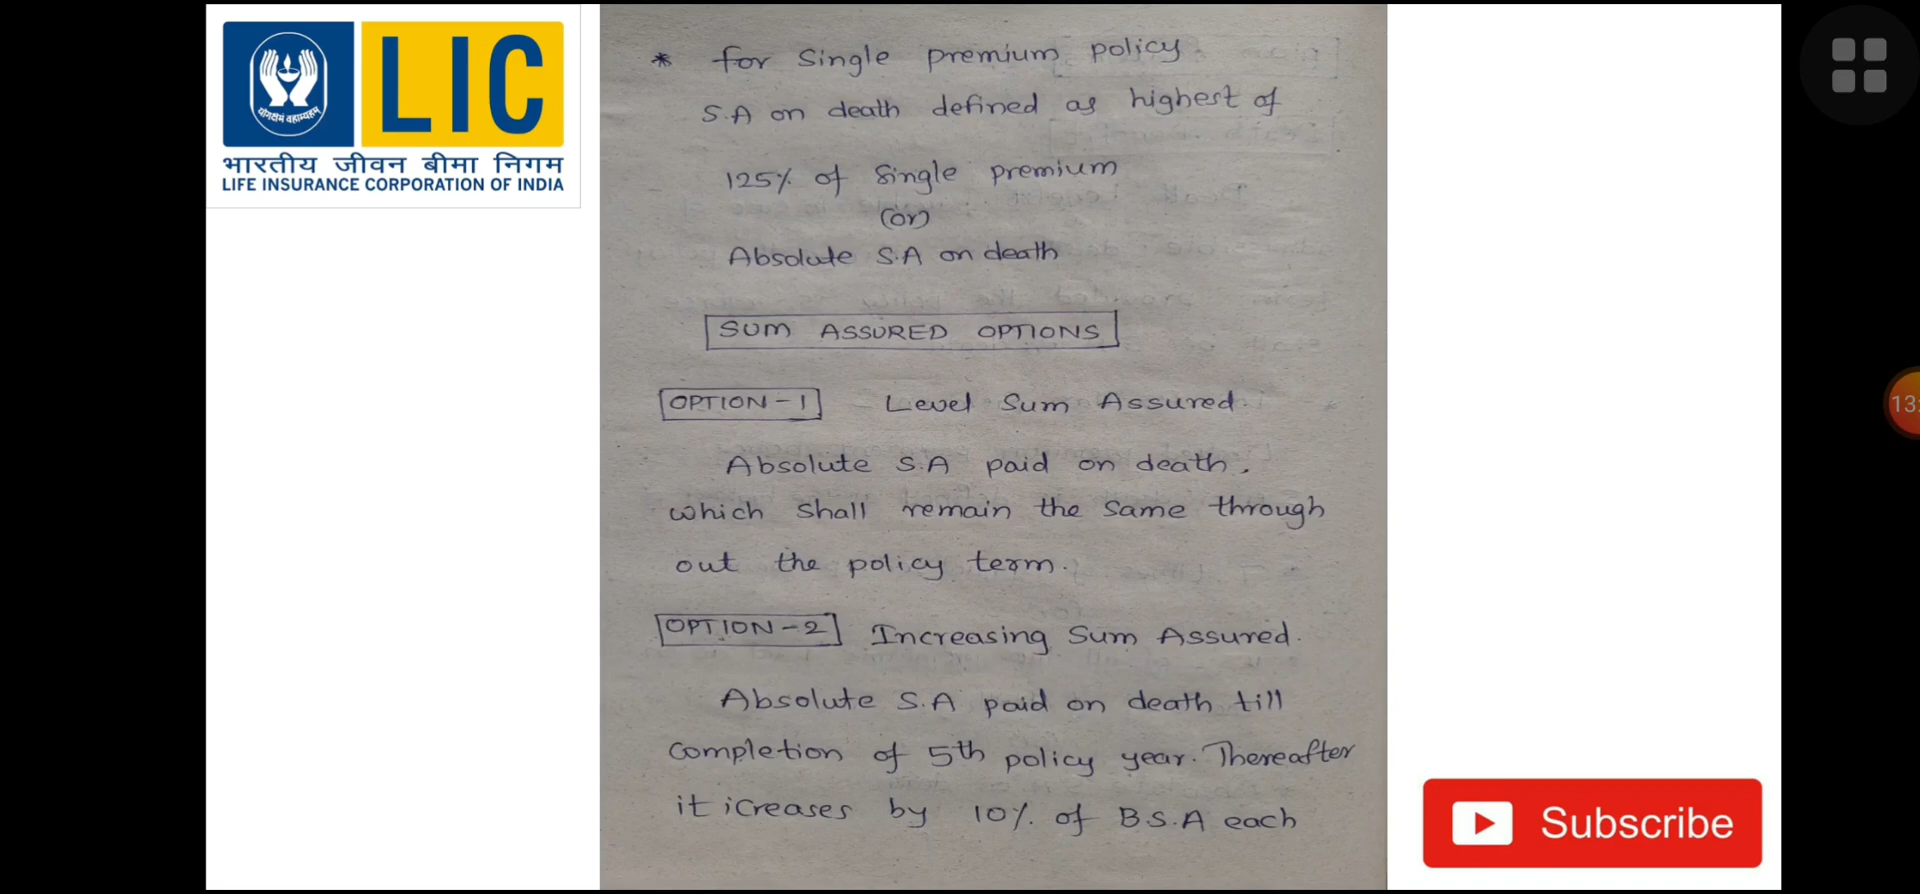 LIC
योगक्षेमं वहाम्यहम्
भारतीय जीवन बीमा निगम
LIFE INSURANCE CORPORATION OF INDIA
* for Single premium policy
S.A on death defined as highest of
125% of Single premium
(or)
Absolute S.A on death
SUM ASSURED OPTIONS
OPTION-1 - Level Sum Assured.
Absolute S.A paid on death,
which shall remain the same through
out the policy term.
OPTION-2 Increasing Sum Assured.
Absolute S.A paid on death till
completion of 5th policy year. Thereafter
it icreases by 10% of B.S.A each
Subscribe